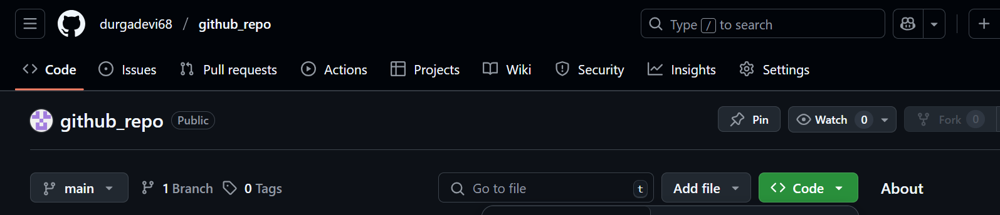 durgadevi68 / github_repo Type / to search
Code Issues Pull requests Actions Projects Wiki Security Insights Settings
github_repo Public Pin Watch 0 Fork 0
main 1 Branch 0 Tags Go to file t Add file Code About